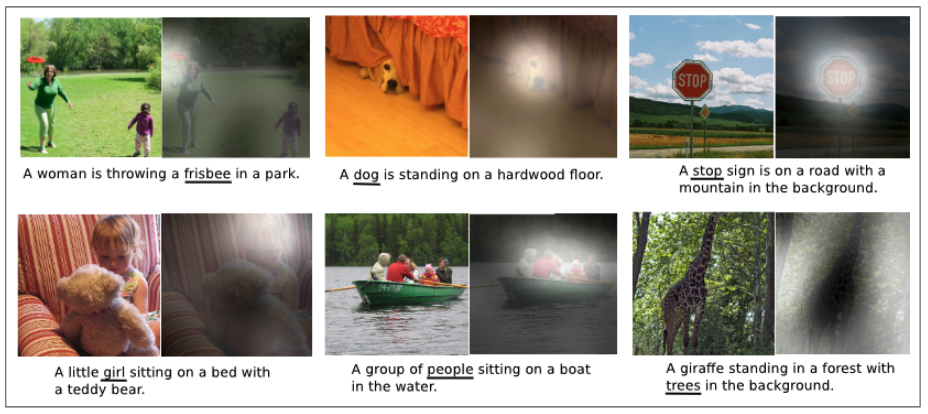 STOP
STOP
A woman is throwing a frisbee in a park.
A dog is standing on a hardwood floor.
A stop sign is on a road with a
mountain in the background.
A little girl sitting on a bed with
a teddy bear.
A group of people sitting on a boat
in the water.
A giraffe standing in a forest with
trees in the background.